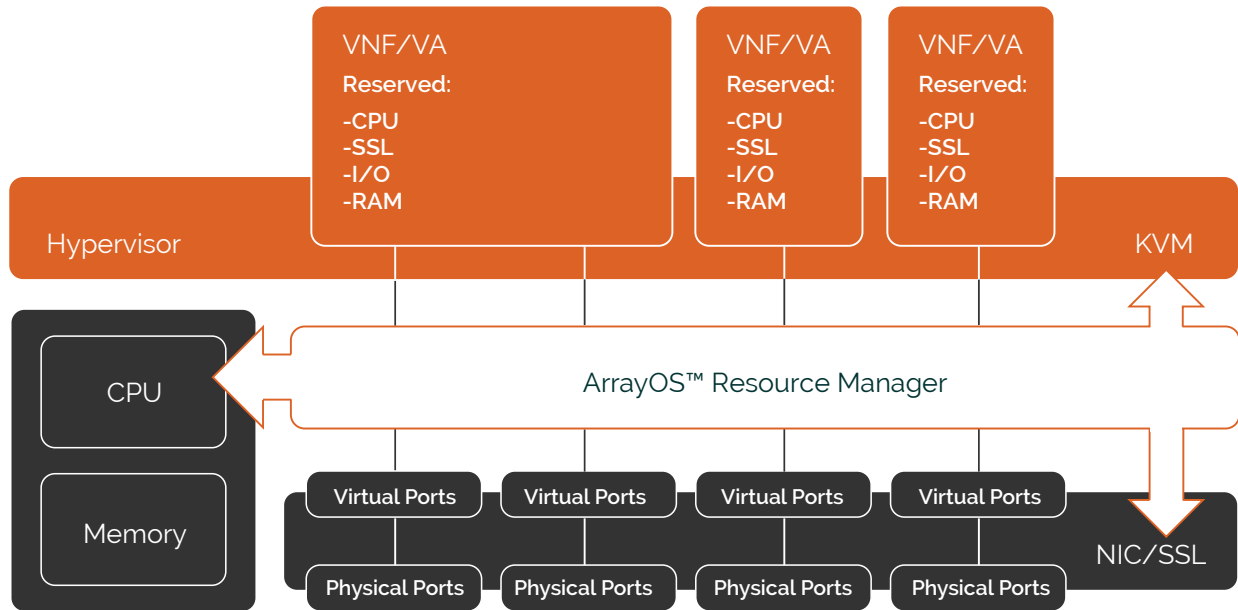 VNF/VA
Reserved:
-CPU
-SSL
-I/O
-RAM
VNF/VA
Reserved:
-CPU
-SSL
-I/O
-RAM
VNF/VA
Reserved:
-CPU
-SSL
-I/O
-RAM
Hypervisor
KVM
CPU
Memory
ArrayOS™ Resource Manager
Virtual Ports
Virtual Ports
Virtual Ports
Virtual Ports
NIC/SSL
Physical Ports
Physical Ports
Physical Ports
Physical Ports